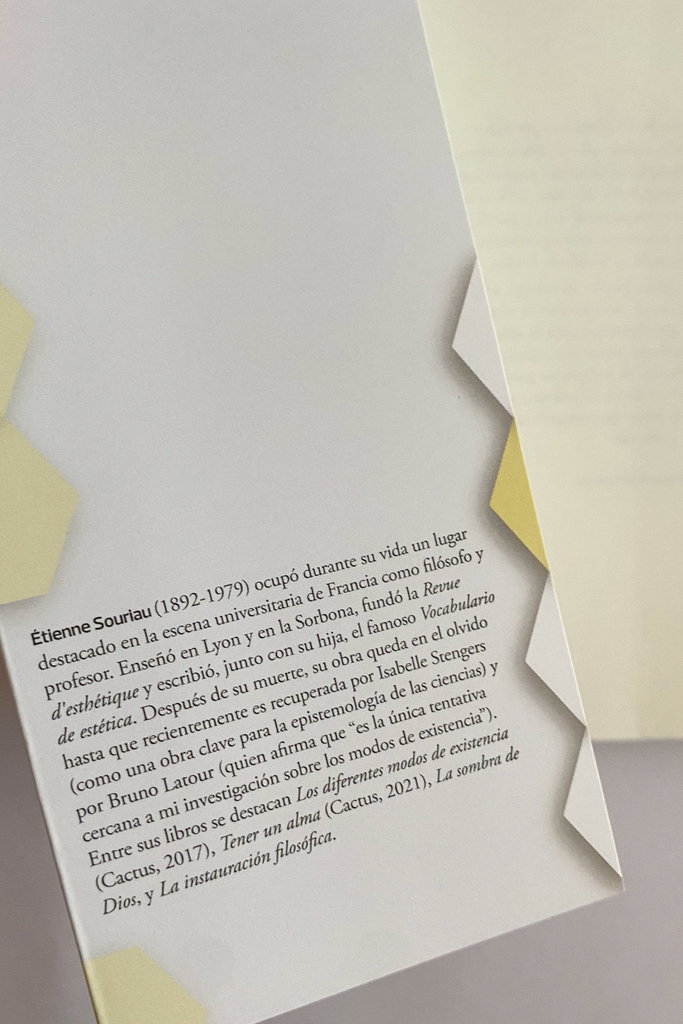 Étienne Souriau (1892-1979) ocupó durante su vida un lugar
destacado en la escena universitaria de Francia como filósofo y
profesor. Enseñó en Lyon y en la Sorbona, fundó la Revue
d'esthétique y escribió, junto con su hija, el famoso Vocabulario
de estética. Después de su muerte, su obra queda en el olvido
hasta que recientemente es recuperada por Isabelle Stengers
(como una obra clave para la epistemología de las ciencias) y
por Bruno Latour (quien afirma que “es la única tentativa
cercana a mi investigación sobre los modos de existencia”).
Entre sus libros se destacan Los diferentes modos de existencia
(Cactus, 2017), Tener un alma (Cactus, 2021), La sombra de
Dios, y La instauración filosófica.